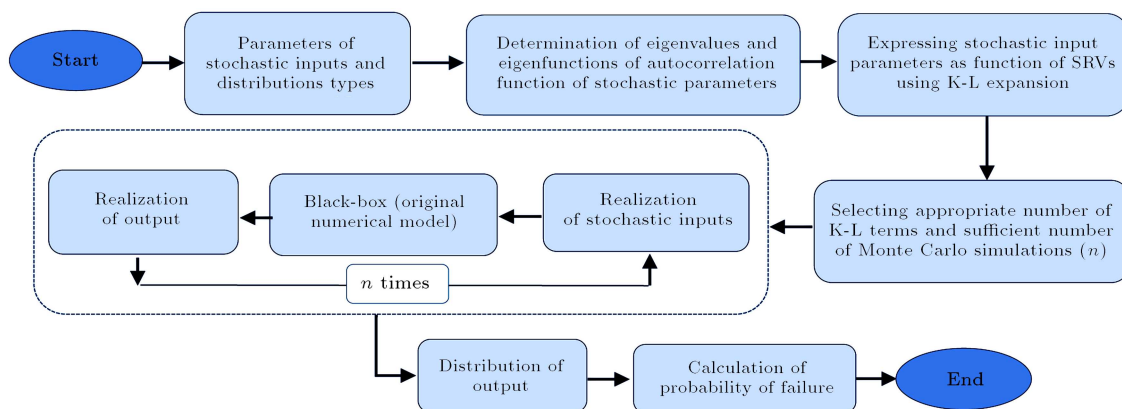 Start
Parameters of
stochastic inputs and
distributions types
Determination of eigenvalues and
eigenfunctions of autocorrelation
function of stochastic parameters
Expressing stochastic input
parameters as function of SRVs
using K-L expansion
Selecting appropriate number of
K-L terms and sufficient number
of Monte Carlo simulations (n)
Realization
of stochastic inputs
Black-box (original
numerical model)
Realization
of output
n times
Distribution of
output
Calculation of
probability of failure
End